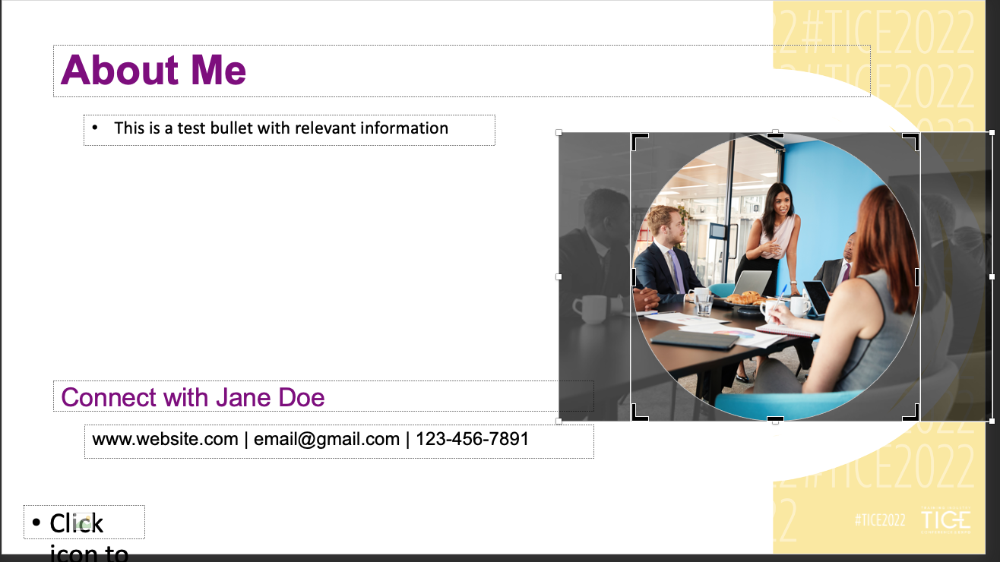 2#TICE2022
#TICE2022
About Me
• This is a test bullet with relevant information
Connect with Jane Doe
www.website.com | email@gmail.com | 123-456-7891
#TICE2022
2
• Click
icon to
#TICE2022
TICE